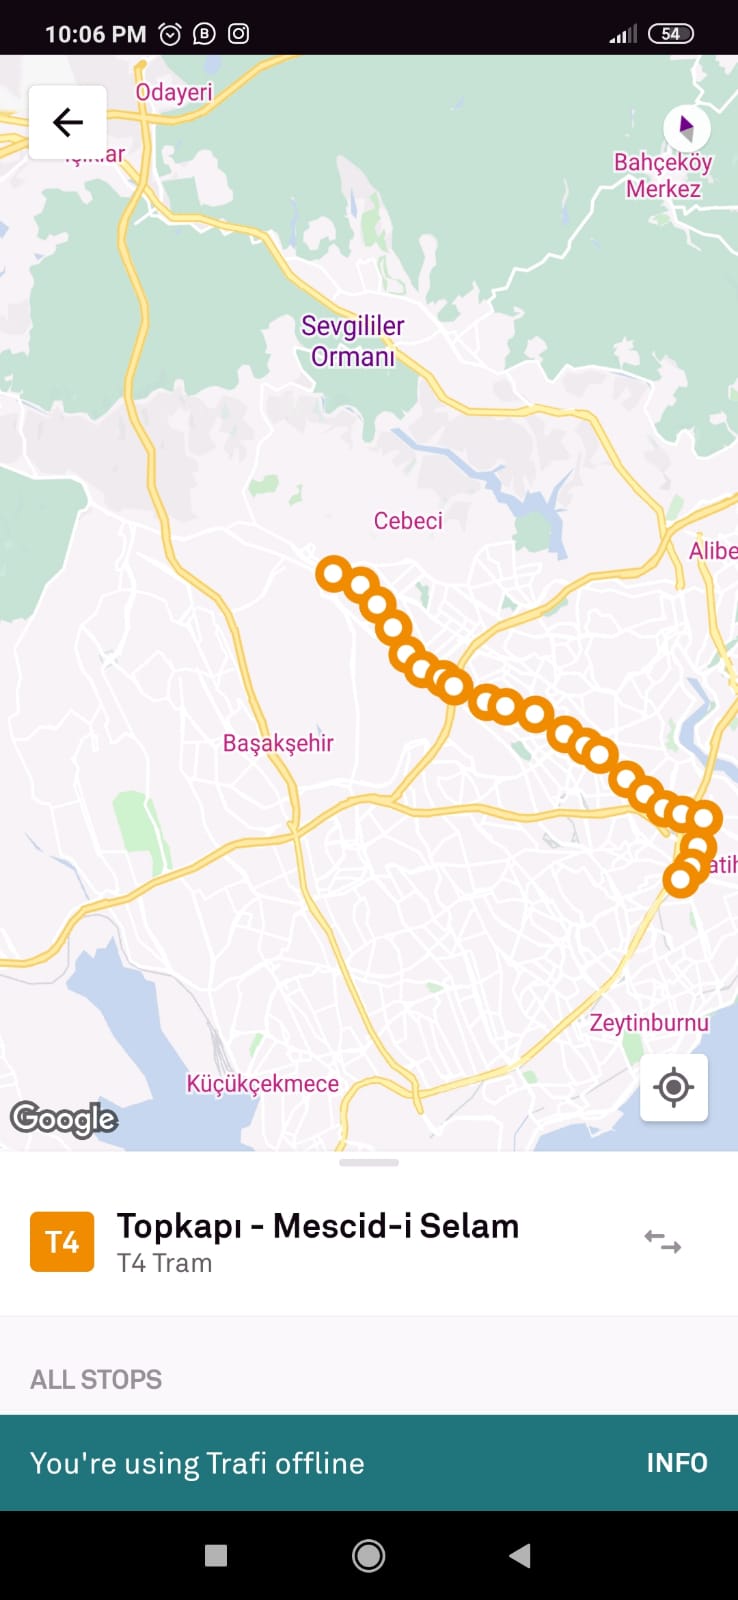 10:06 PM
54
Odayeri
Bahçeköy
Merkez
Sevgililer
Ormanı
Cebeci
Alibe
Başakşehir
atih
Zeytinburnu
Küçükçekmece
Google
T4
Topkapı - Mescid-i Selam
T4 Tram
ALL STOPS
You're using Trafi offline
INFO